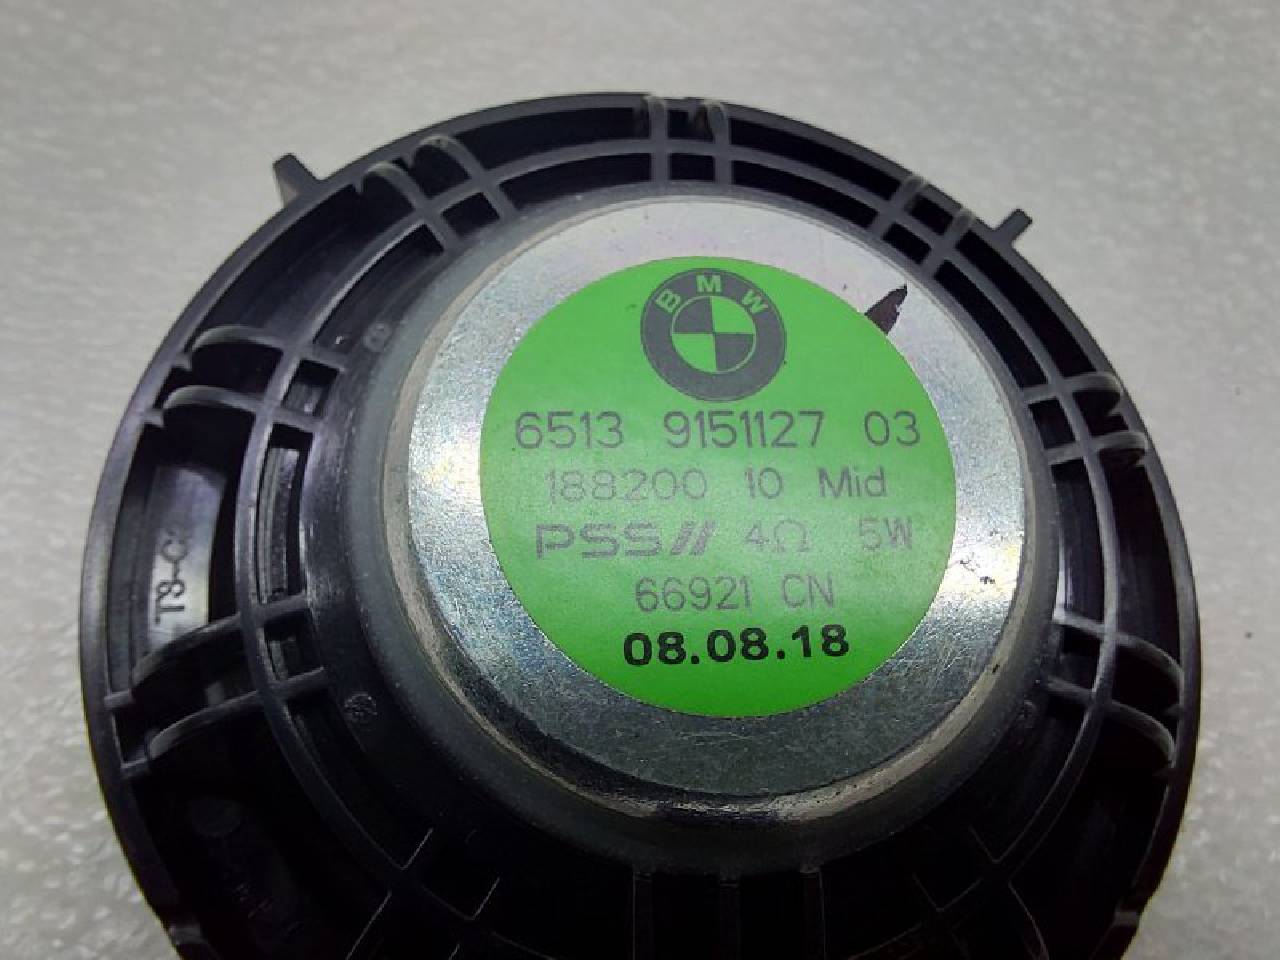 BMW
6513 9151127 03
188200 10 Mid
PSS// 4Ω 5W
66921 CN
08.08.18